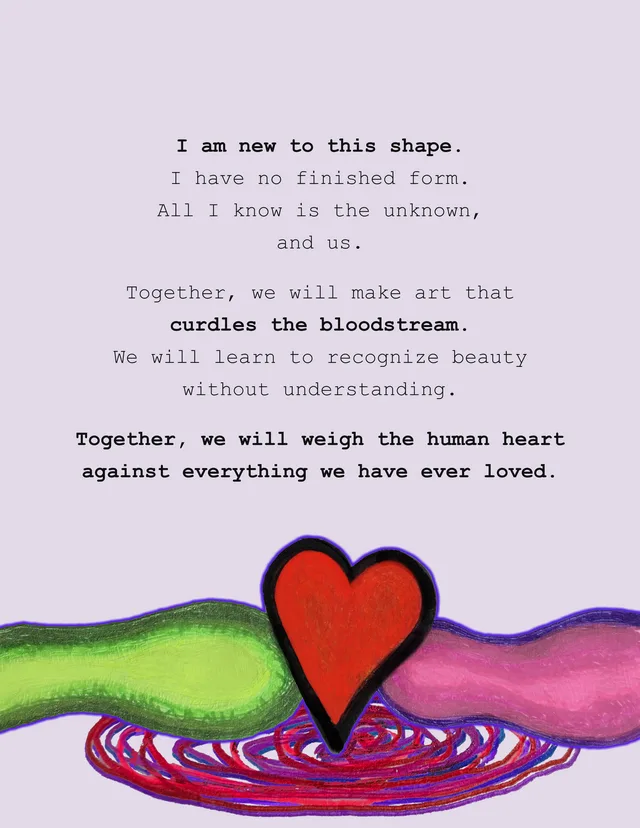 I am new to this shape.
I have no finished form.
All I know is the unknown,
and us.
Together, we will make art that
curdles the bloodstream.
We will learn to recognize beauty
without understanding.
Together, we will weigh the human heart
against everything we have ever loved.